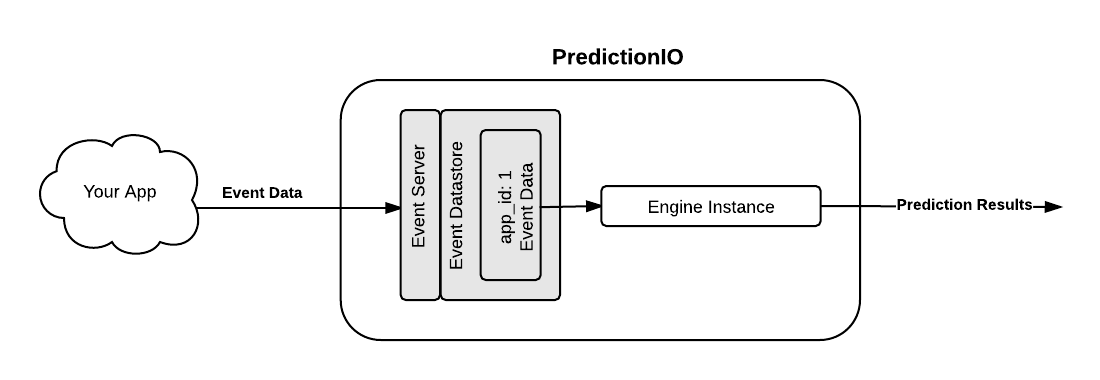 PredictionIO
Your App
Event Data
Event Server
Event Datastore
app_id: 1
Event Data
Engine Instance
Prediction Results